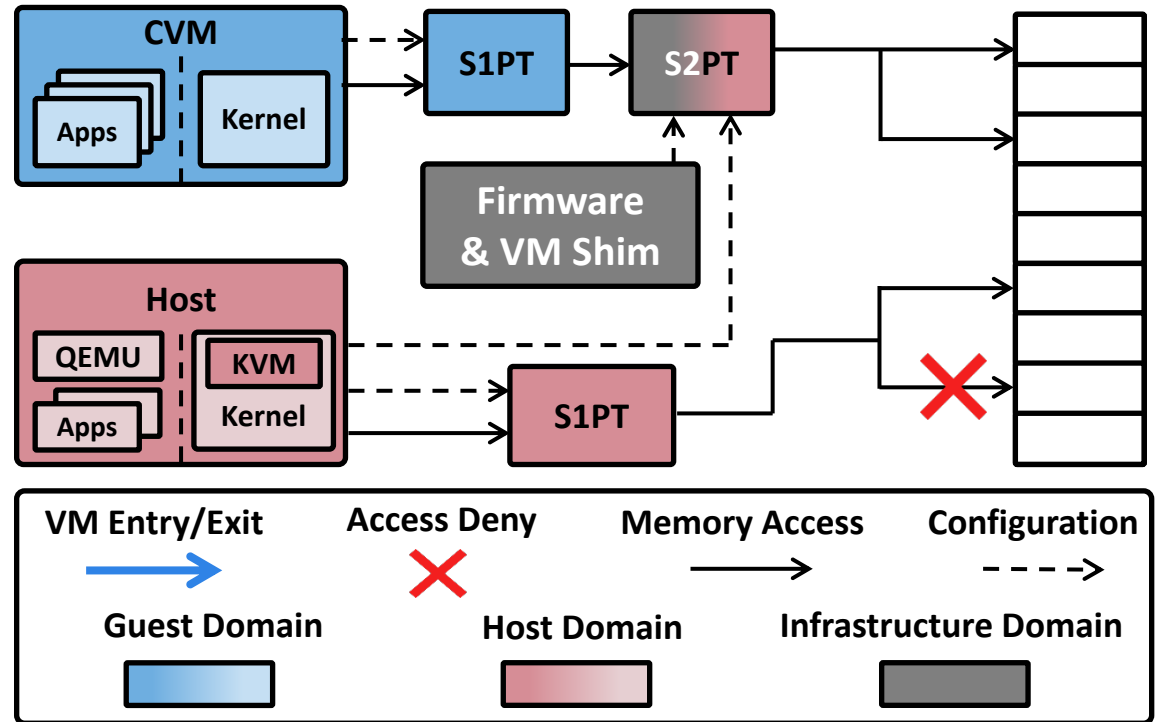 CVM
Apps
Kernel
S1PT
S2PT
Firmware
& VM Shim
Host
QEMU
Apps
KVM
Kernel
S1PT
VM Entry/Exit
Access Deny
Memory Access
Configuration
Guest Domain
Host Domain
Infrastructure Domain